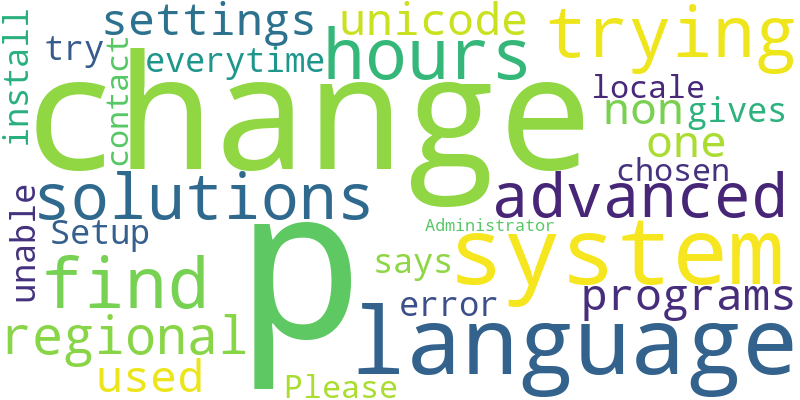 settings
unicode
trying
install
try
contact
everytime
hours
change
locale
non
gives
one
chosen
unable
solutions
advanced
Setup
p
Administrator
system
find
says
error
programs
regional
language
used
Please